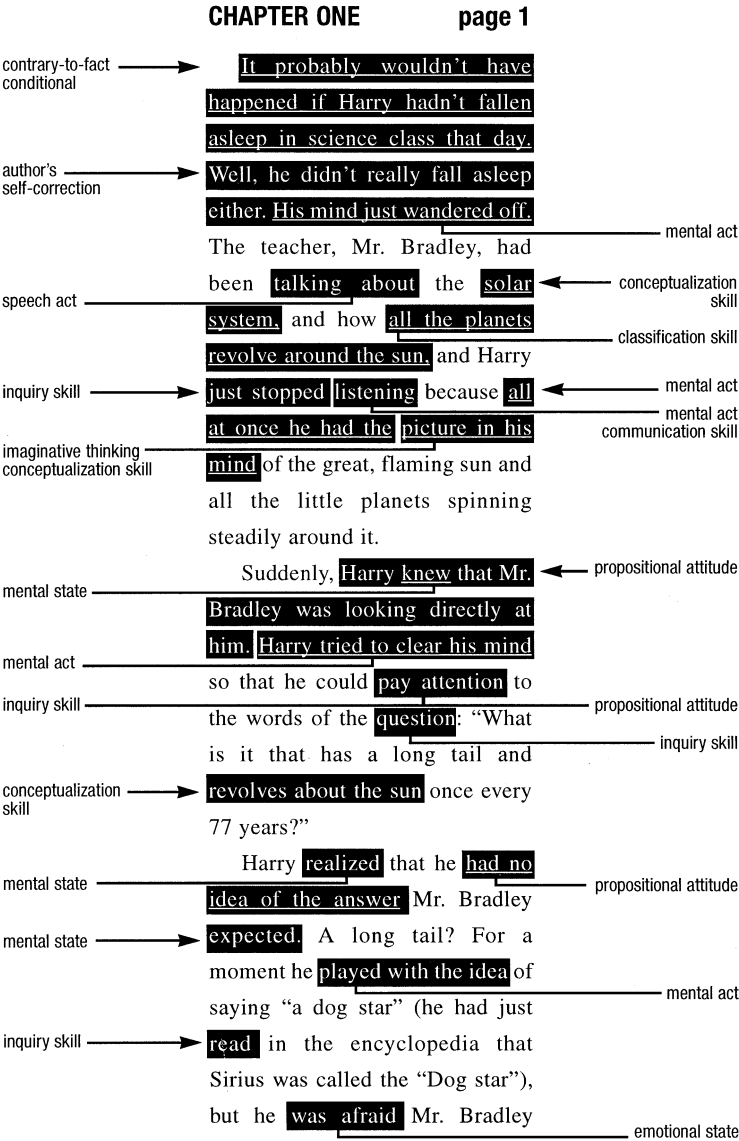 CHAPTER ONE page 1
contrary-to-fact
conditional
It probably wouldn't have
happened if Harry hadn't fallen
asleep in science class that day.
author's
self-correction
Well, he didn't really fall asleep
either. His mind just wandered off.
mental act
The teacher, Mr. Bradley, had
been talking about the solar
conceptualization
skill
speech act
system, and how all the planets
classification skill
revolve around the sun, and Harry
inquiry skill
just stopped listening because all
mental act
mental act
communication skill
at once he had the picture in his
imaginative thinking
conceptualization skill
mind of the great, flaming sun and
all the little planets spinning
steadily around it.
Suddenly, Harry knew that Mr.
propositional attitude
mental state
Bradley was looking directly at
him. Harry tried to clear his mind
mental act
so that he could pay attention to
inquiry skill
propositional attitude
the words of the question: “What
inquiry skill
is it that has a long tail and
conceptualization
skill
revolves about the sun once every
77 years?”
Harry realized that he had no
mental state
propositional attitude
idea of the answer Mr. Bradley
mental state
expected. A long tail? For a
moment he played with the idea of
mental act
saying “a dog star” (he had just
inquiry skill
read in the encyclopedia that
Sirius was called the “Dog star”),
but he was afraid Mr. Bradley
emotional state